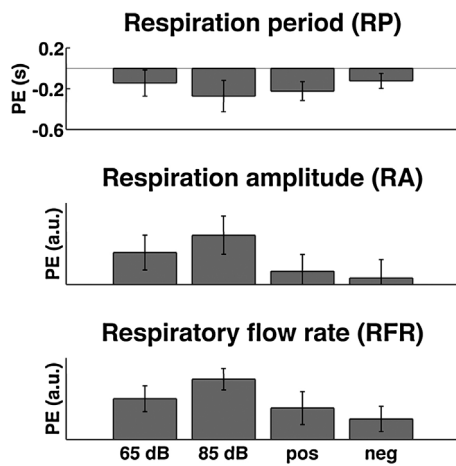 Respiration period (RP)
0.2
-0.2
-0.6
PE (s)
Respiration amplitude (RA)
PE (a.u.)
Respiratory flow rate (RFR)
PE (a.u.)
65 dB 85 dB pos neg